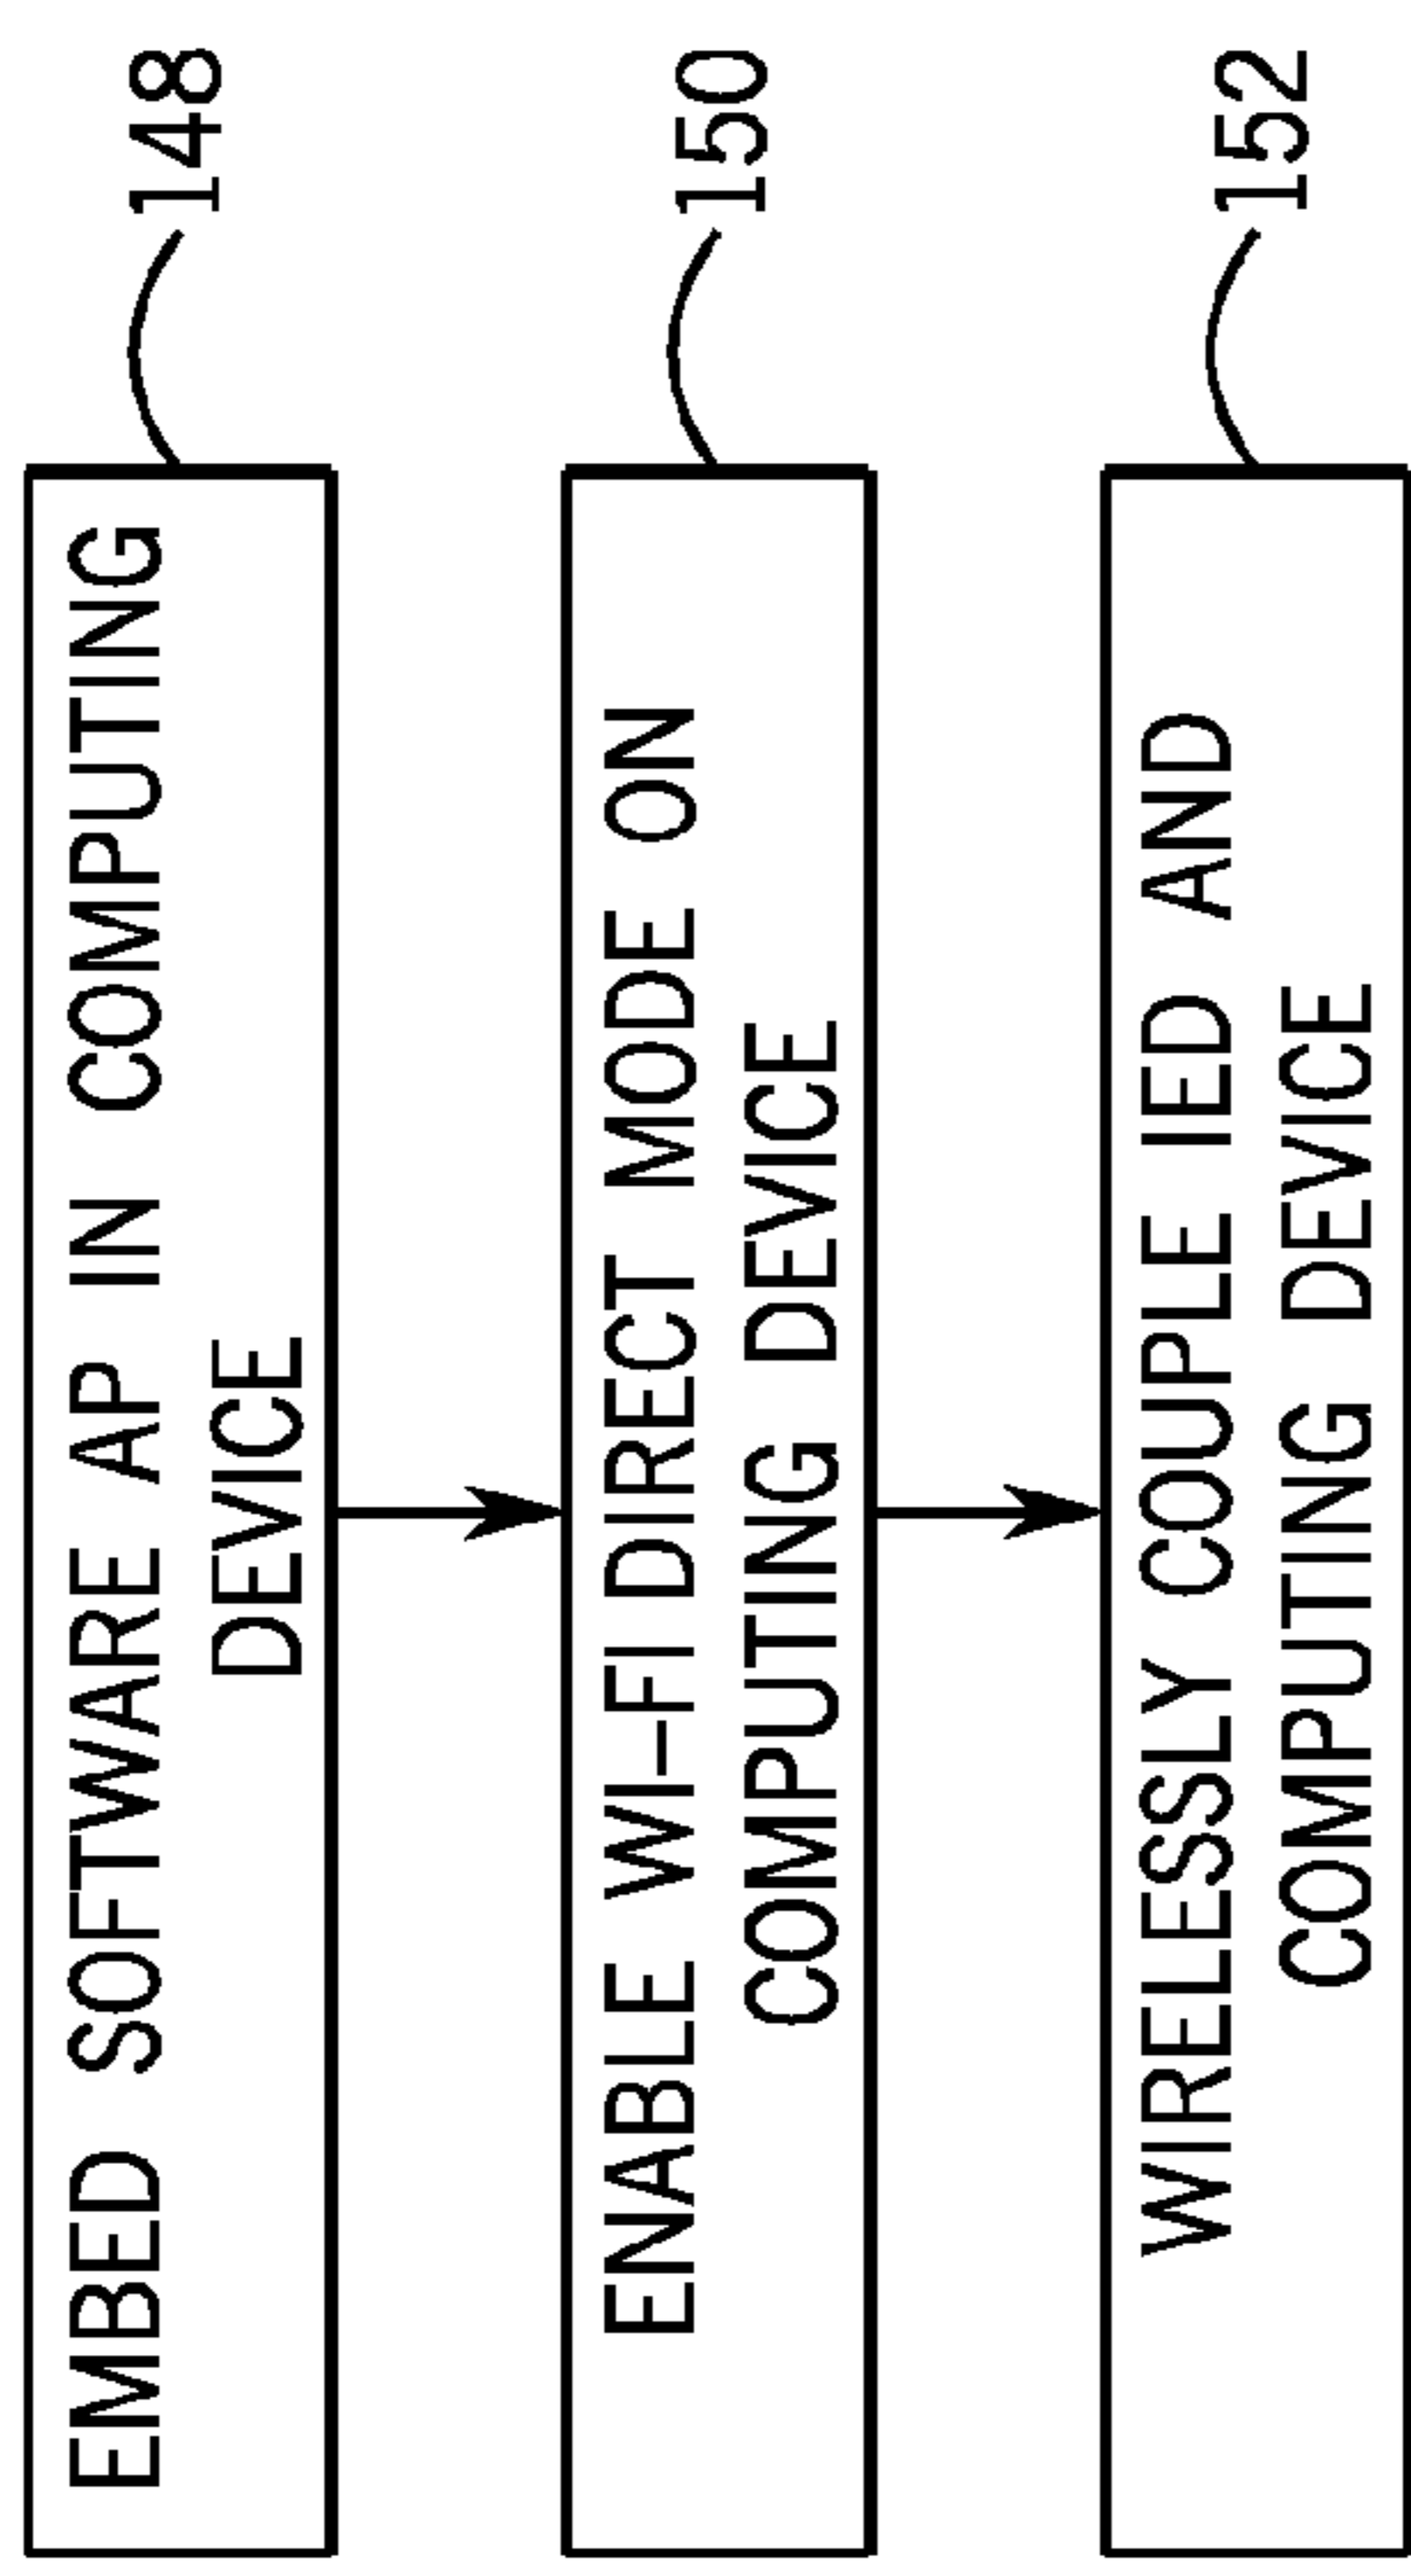 EMBED SOFTWARE AP IN COMPUTING
DEVICE
148
ENABLE WI-FI DIRECT MODE ON
COMPUTING DEVICE
150
WIRELESSLY COUPLE IED AND
COMPUTING DEVICE
152